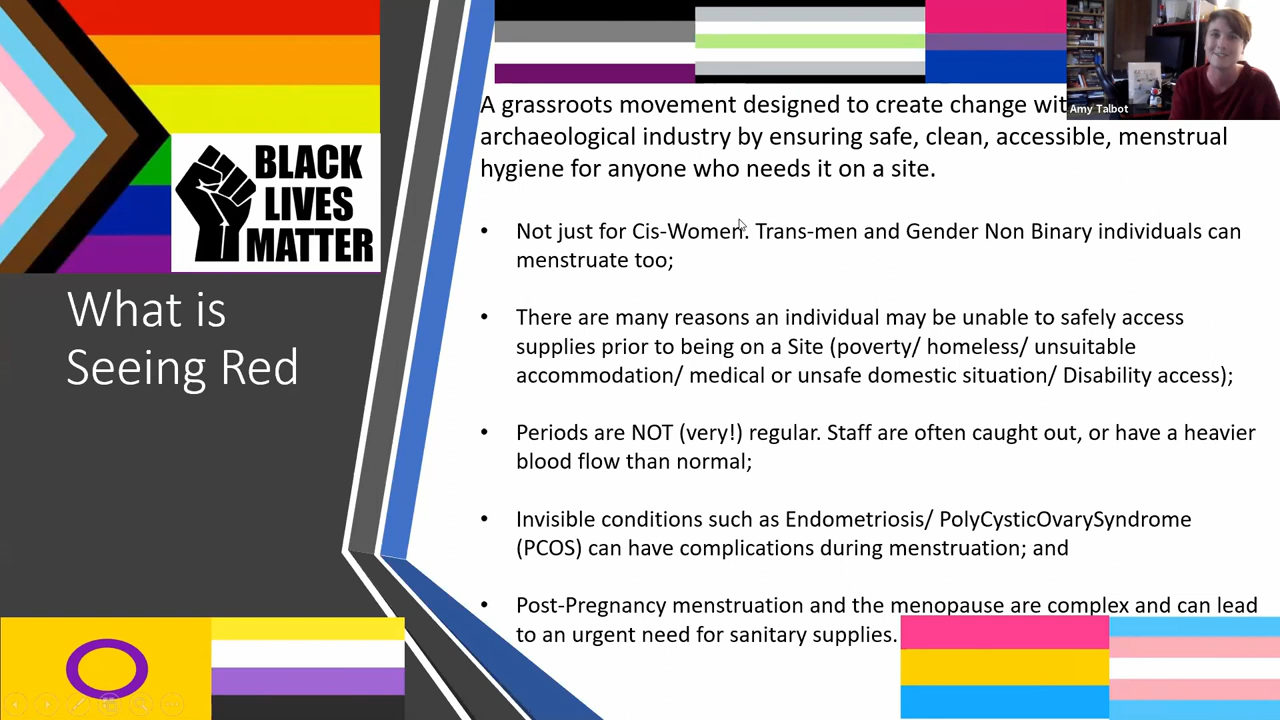 BLACK
LIVES
MATTER
What is
Seeing Red
A grassroots movement designed to create change
archaeological industry by ensuring safe, clean, accessible, menstrual
hygiene for anyone who needs it on a site.
• Not just for Cis-Women. Trans-men and Gender Non Binary individuals can
menstruate too;
• There are many reasons an individual may be unable to safely access
supplies prior to being on a Site (poverty/ homeless/ unsuitable
accommodation/ medical or unsafe domestic situation/ Disability access);
• Periods are NOT (very!) regular. Staff are often caught out, or have a heavier
blood flow than normal;
• Invisible conditions such as Endometriosis/ PolyCysticOvarySyndrome
(PCOS) can have complications during menstruation; and
• Post-Pregnancy menstruation and the menopause are complex and can lead
to an urgent need for sanitary supplies.
Amy Talbot